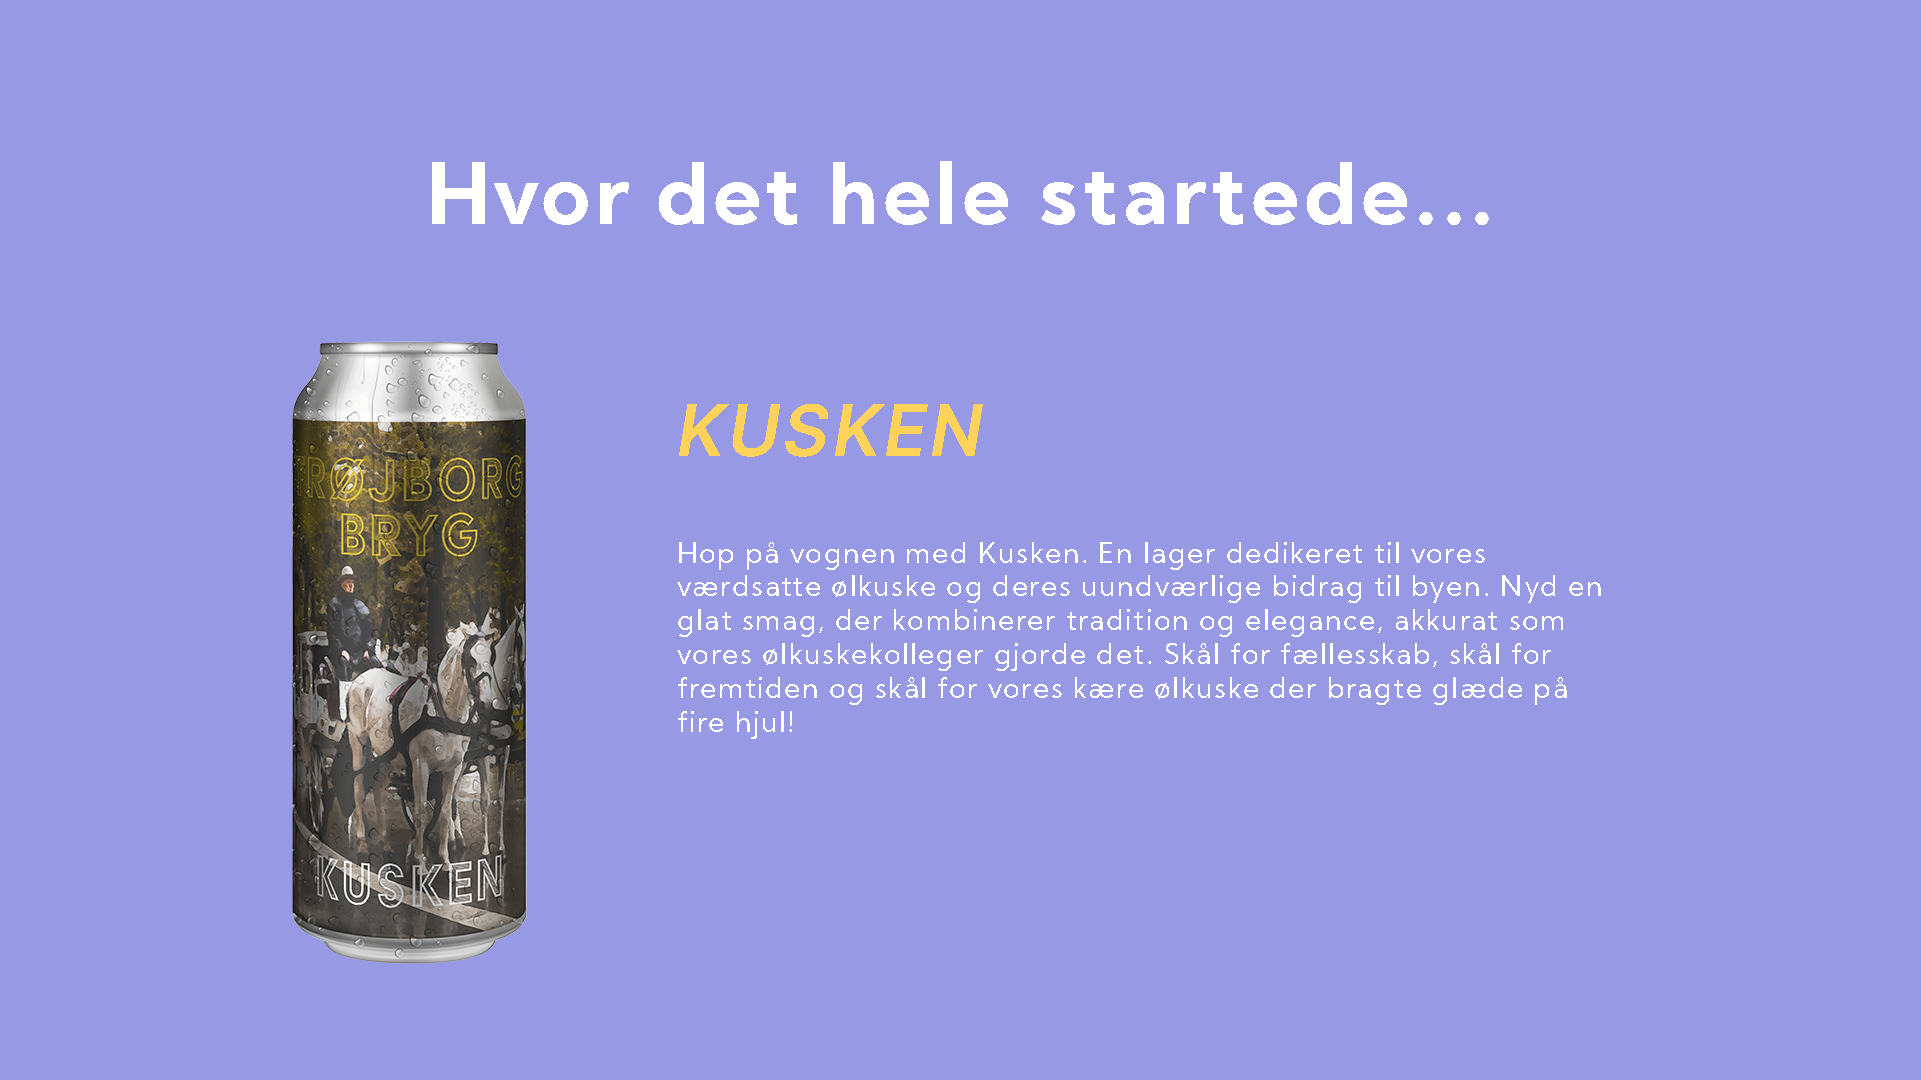 Hvor det hele startede...
TRØJBORG
BRYG
KUSKEN
KUSKEN
Hop på vognen med Kusken. En lager dedikeret til vores
værdsatte ølkuske og deres uundværlige bidrag til byen. Nyd en
glat smag, der kombinerer tradition og elegance, akkurat som
vores ølkuskekolleger gjorde det. Skål for fællesskab, skål for
fremtiden og skål for vores kære ølkuske der bragte glæde på
fire hjul!